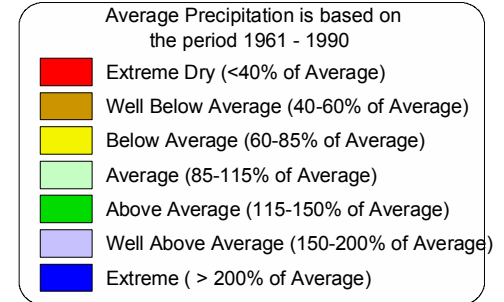 Average Precipitation is based on
the period 1961 - 1990
Extreme Dry (<40% of Average)
Well Below Average (40-60% of Average)
Below Average (60-85% of Average)
Average (85-115% of Average)
Above Average (115-150% of Average)
Well Above Average (150-200% of Average)
Extreme ( > 200% of Average)